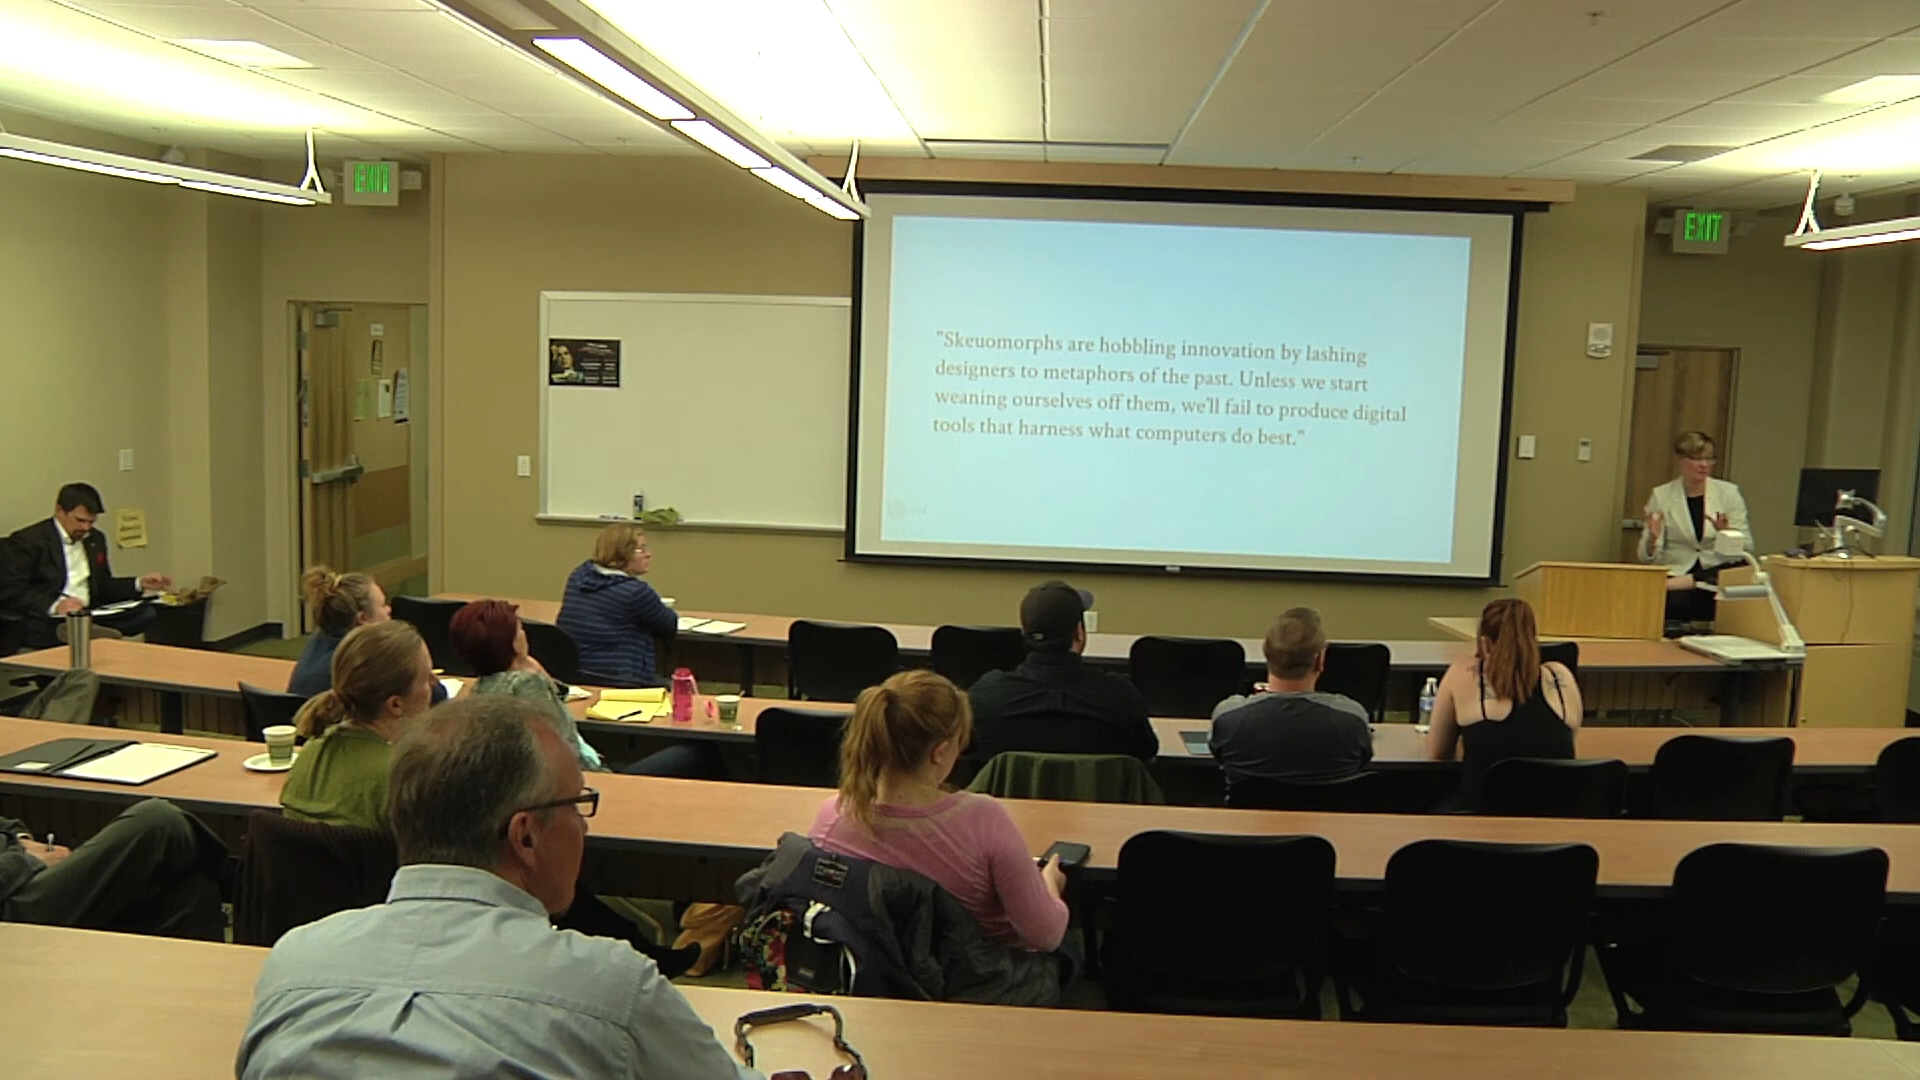 EXIT
EXIT
"Skeuomorphs are hobbling innovation by lashing
designers to metaphors of the past. Unless we start
weaning ourselves off them, we'll fail to produce digital
tools that harness what computers do best."